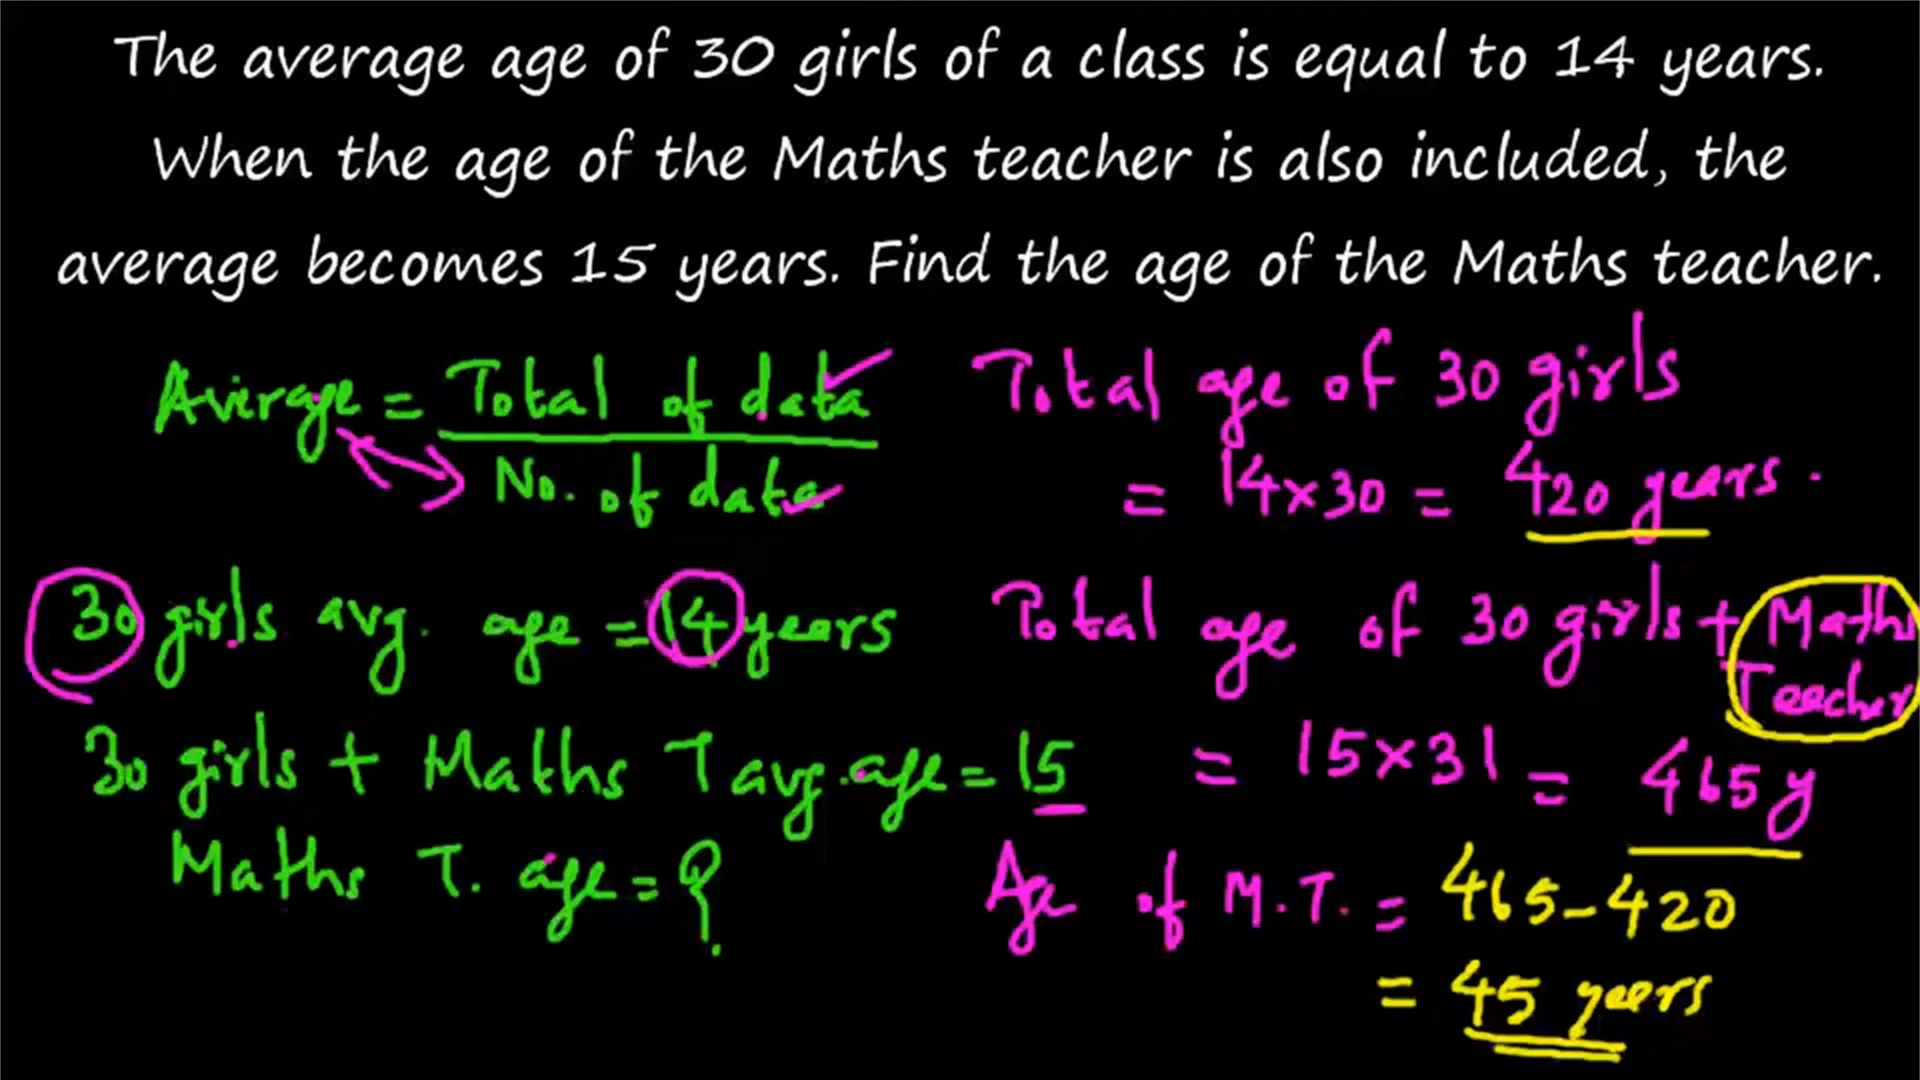 The average age of 30 girls of a class is equal to 14 years.
When the age of the Maths teacher is also included, the
average becomes 15 years. Find the age of the Maths teacher.
Average = Total of data
No. of data
30 girls avg. age = 14 years
30 girls + Maths T avg. age = 15
Maths T. age = ?
Total age of 30 girls
= 14×30 = 420 years.
Total age of 30 girls + Maths
Teacher
= 15×31 = 465y
Age of M.T. = 465-420
= 45 years